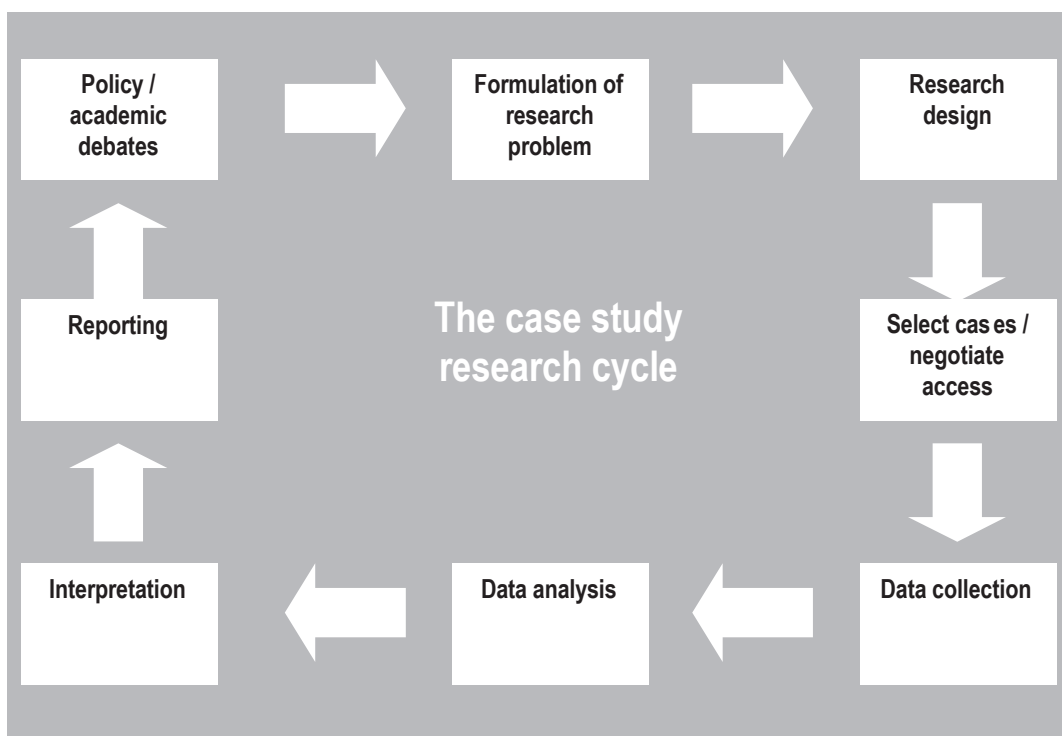 Policy /
academic
debates
Formulation of
research
problem
Research
design
The case study
research cycle
Reporting
Select cas es /
negotiate
access
Interpretation
Data analysis
Data collection